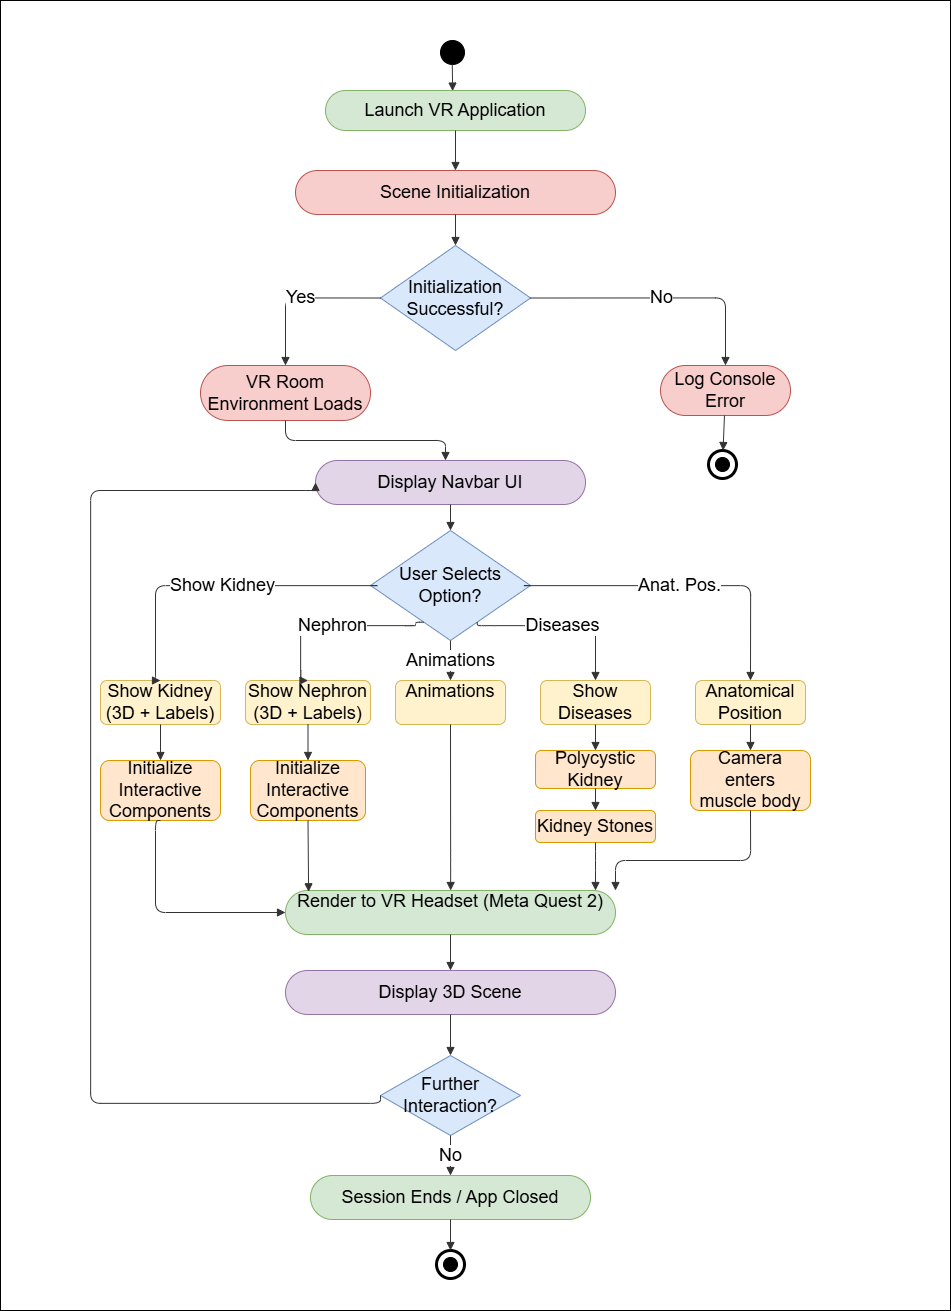 Launch VR Application
Scene Initialization
Initialization
Successful?
Yes
No
VR Room
Environment Loads
Log Console
Error
Display Navbar UI
User Selects
Option?
Show Kidney
Anat. Pos.
Nephron
Diseases
Animations
Show Kidney
(3D + Labels)
Show Nephron
(3D + Labels)
Animations
Show
Diseases
Anatomical
Position
Initialize
Interactive
Components
Initialize
Interactive
Components
Polycystic
Kidney
Kidney Stones
Camera
enters
muscle body
Render to VR Headset (Meta Quest 2)
Display 3D Scene
Further
Interaction?
No
Session Ends / App Closed